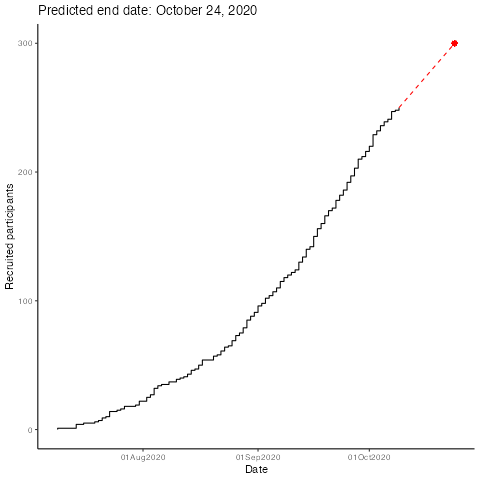 Predicted end date: October 24, 2020
300
200
100
0
Recruited participants
01Aug2020
01Sep2020
01Oct2020
Date